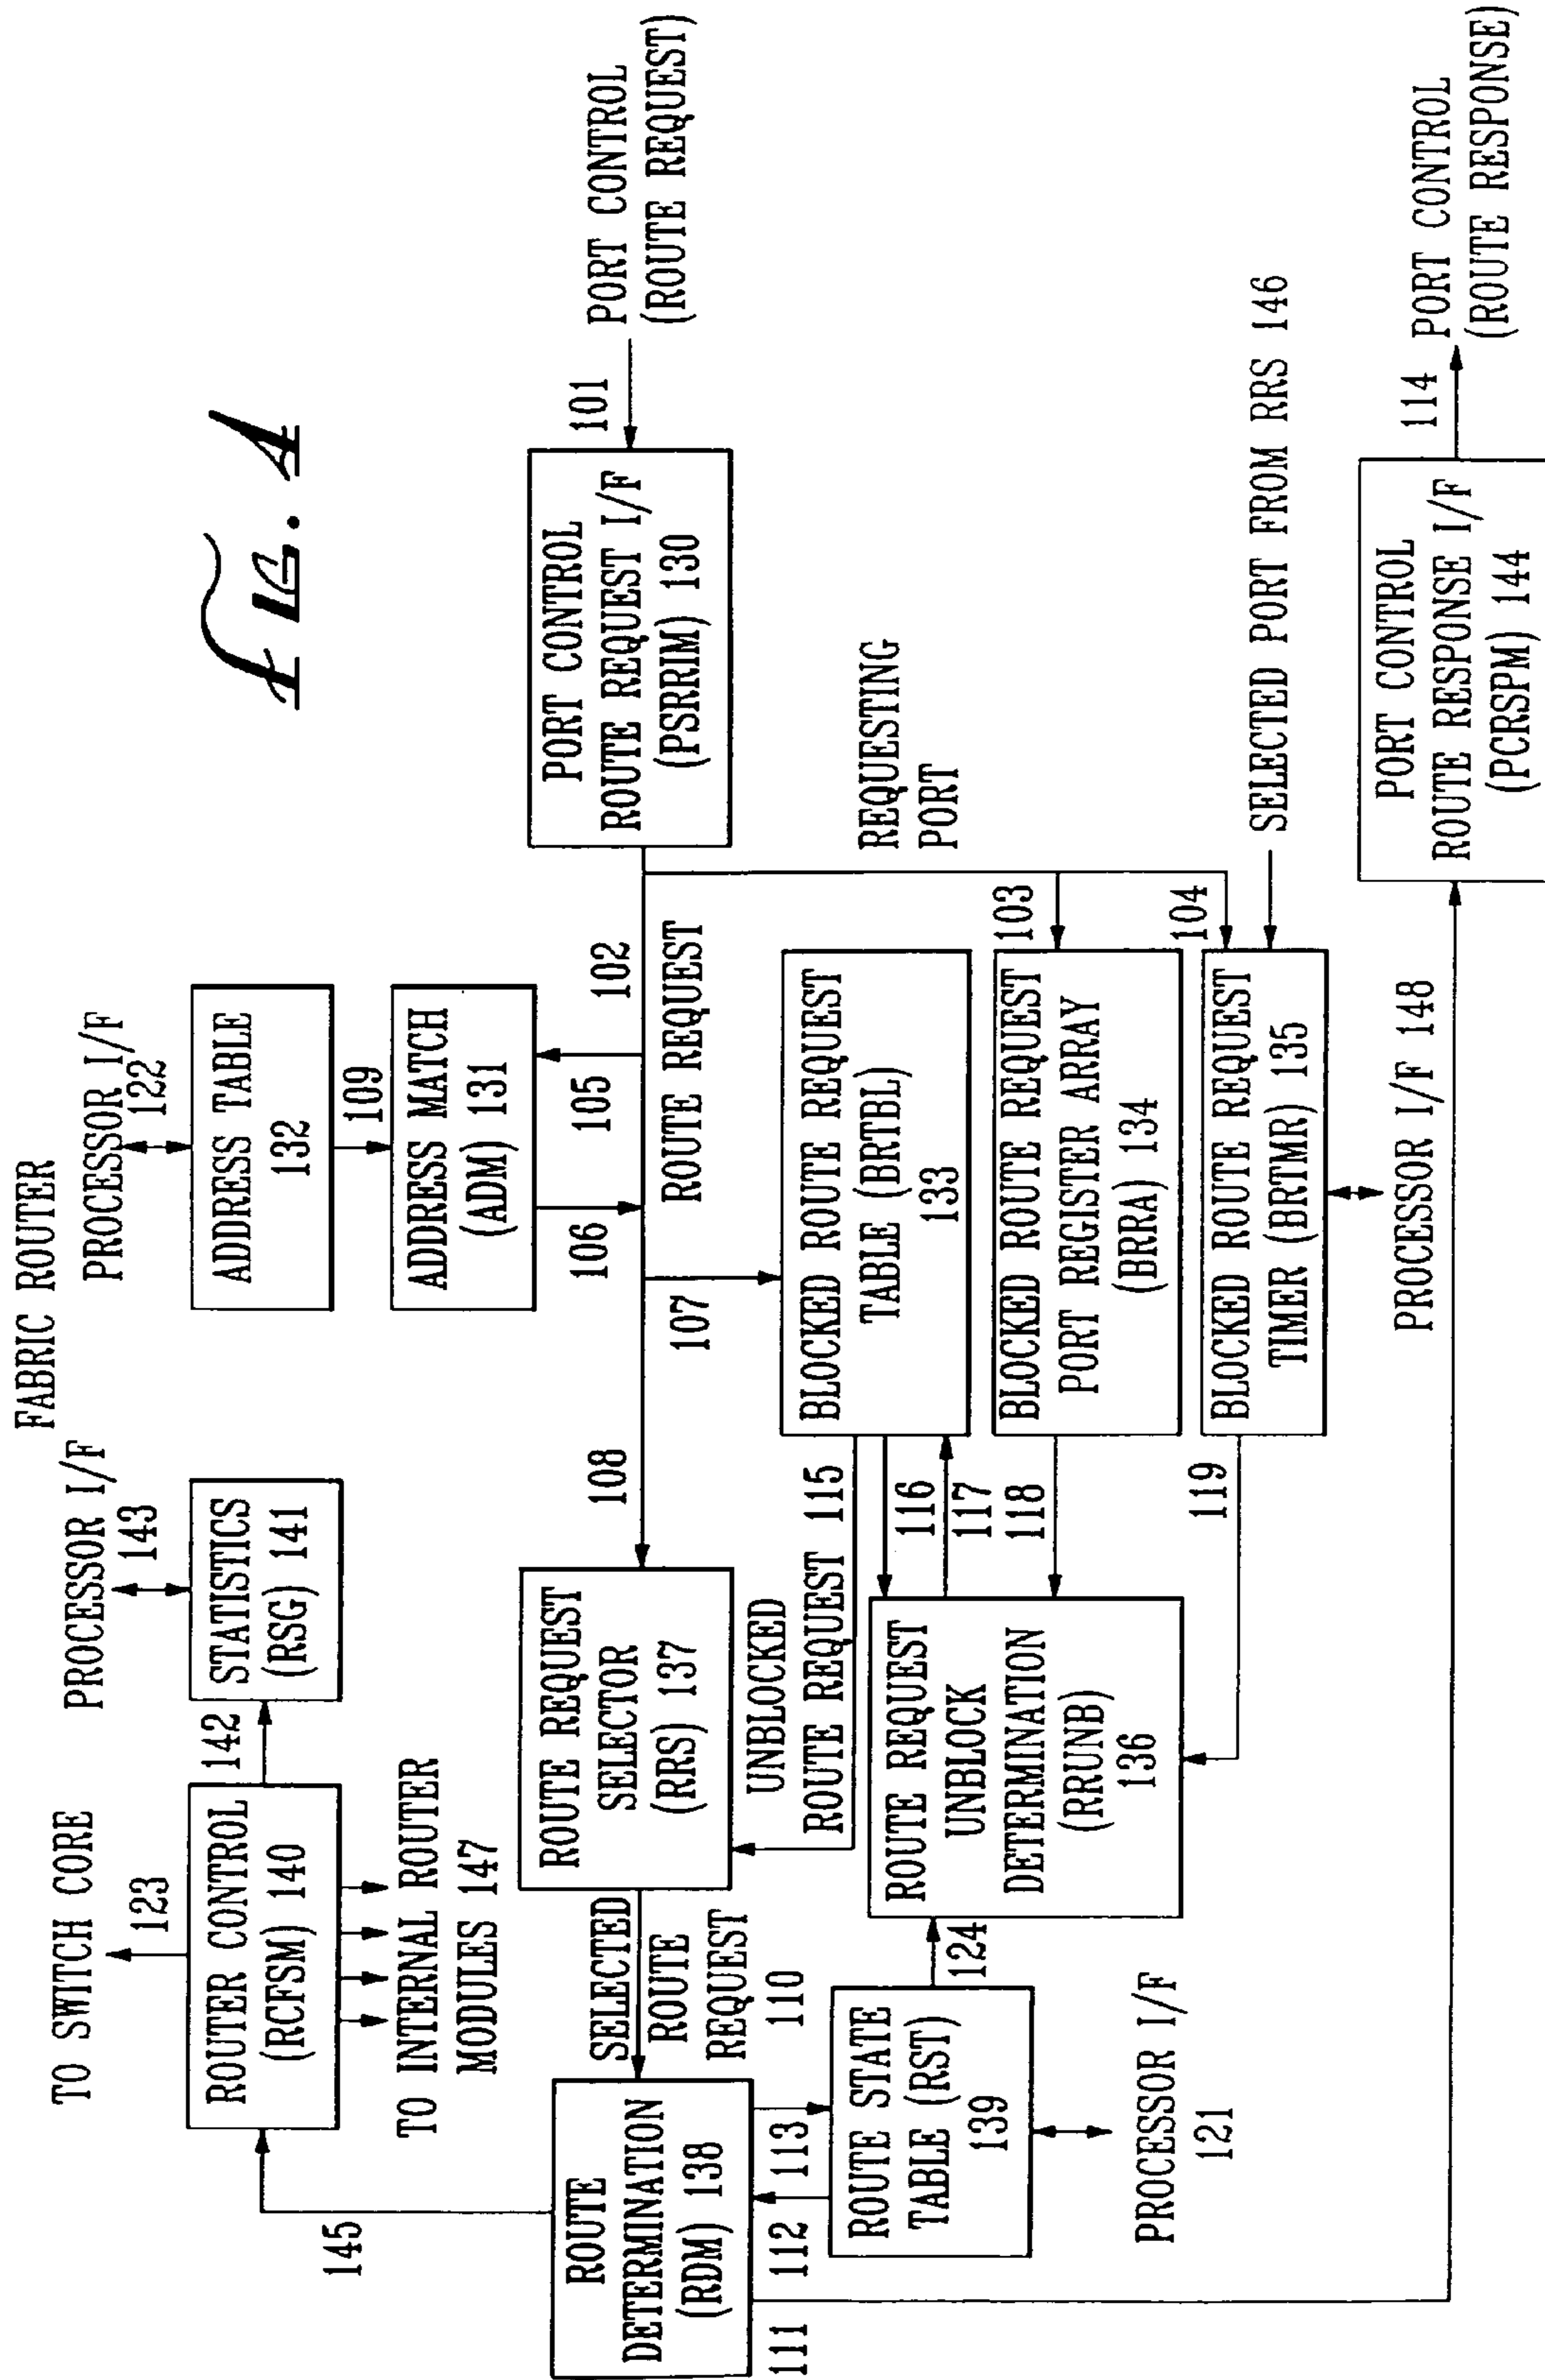 FABRIC ROUTER
fIG. 4
TO SWITCH CORE
123
ROUTER CONTROL
(RCFSM) 140
TO INTERNAL ROUTER
MODULES 147
142
PROCESSOR I/F
143
STATISTICS
(RSG) 141
PROCESSOR I/F
122
ADDRESS TABLE
132
109
ADDRESS MATCH
(ADM) 131
106
105
102
ROUTE REQUEST
145
ROUTE
DETERMINATION
(RDM) 138
SELECTED
ROUTE
REQUEST
110
ROUTE REQUEST
SELECTOR
(RRS) 137
108
107
PORT CONTROL
ROUTE REQUEST I/F
(PSRRIM) 130
101
PORT CONTROL
(ROUTE REQUEST)
111
112
113
ROUTE STATE
TABLE (RST)
139
PROCESSOR I/F
121
124
UNBLOCKED
ROUTE REQUEST 115
ROUTE REQUEST
UNBLOCK
DETERMINATION
(RRUNB)
136
116
117
118
119
BLOCKED ROUTE REQUEST
TABLE (BRTBL)
133
BLOCKED ROUTE REQUEST
PORT REGISTER ARRAY
(BRRA) 134
BLOCKED ROUTE REQUEST
TIMER (BRTMR) 135
REQUESTING
PORT
103
104
SELECTED PORT FROM RRS 146
PROCESSOR I/F 148
PORT CONTROL
ROUTE RESPONSE I/F
(PCRSPM) 144
114
PORT CONTROL
(ROUTE RESPONSE)